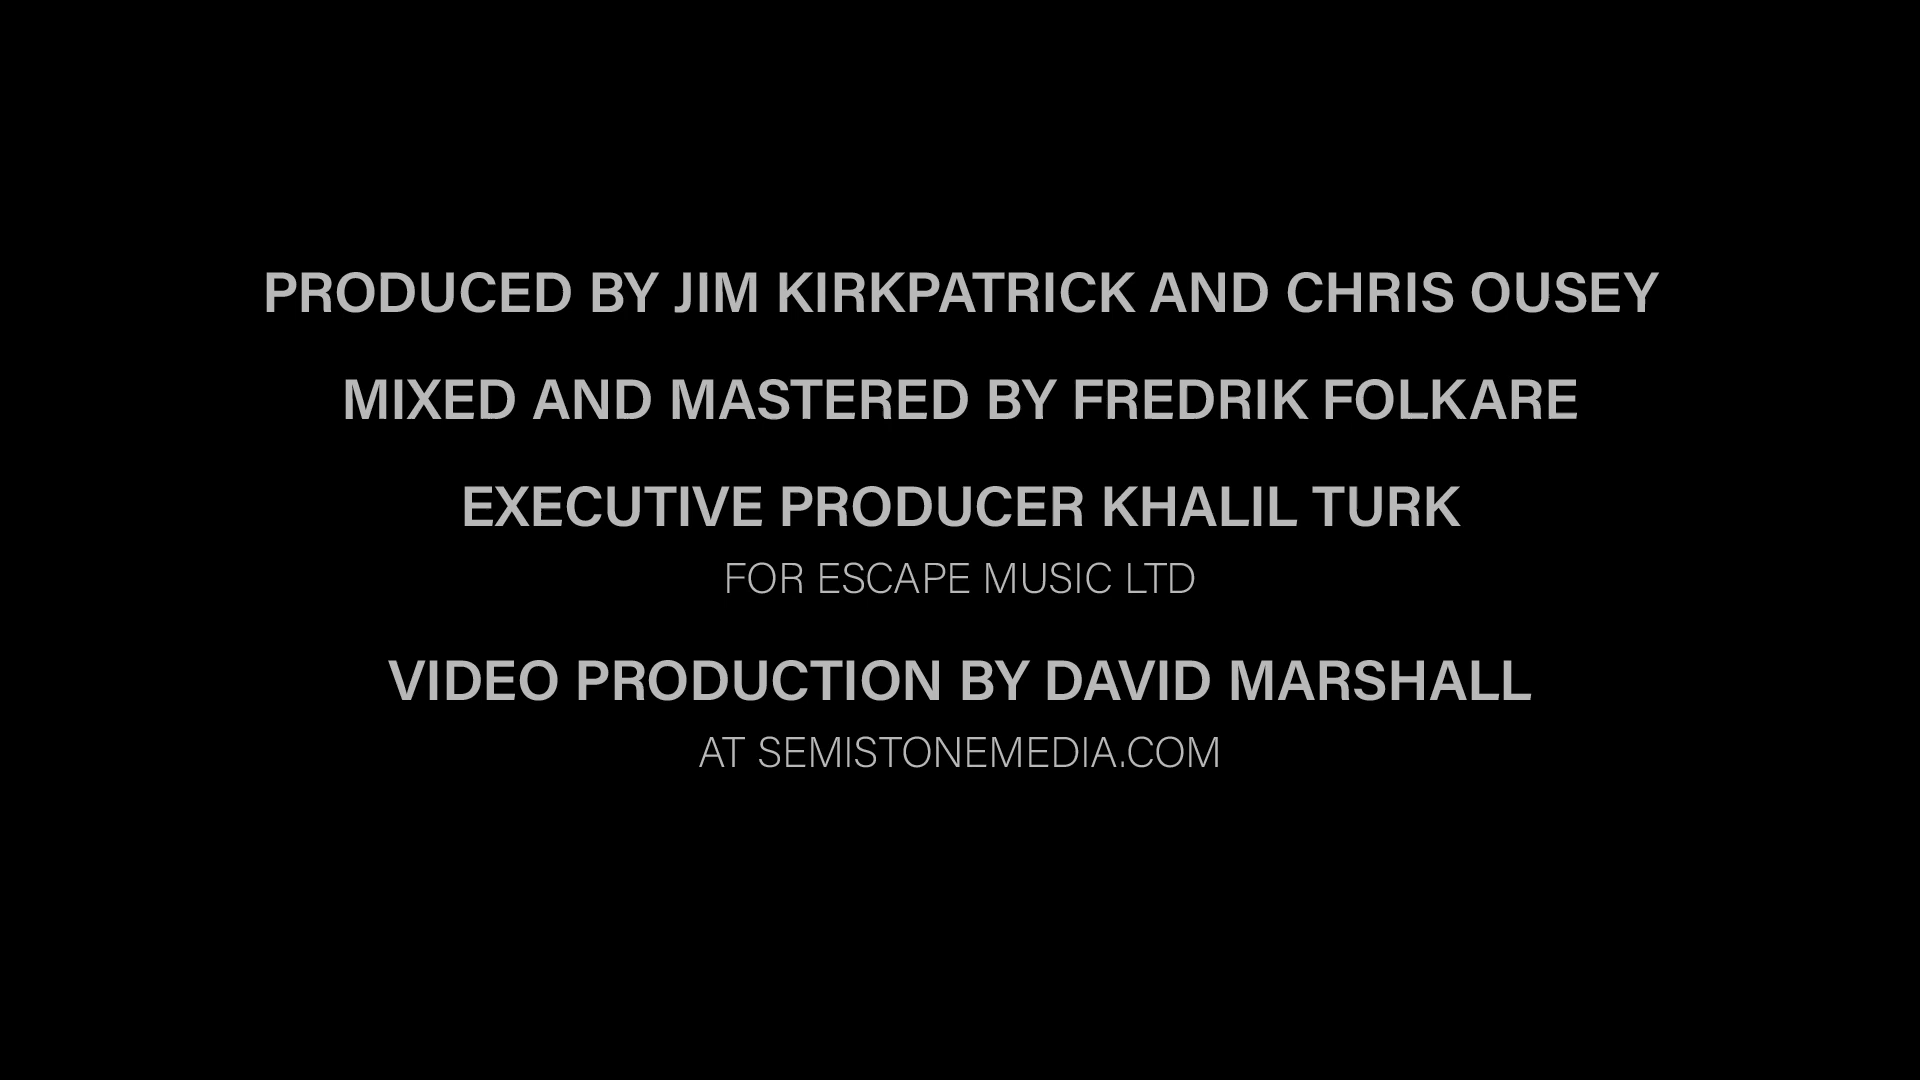 PRODUCED BY JIM KIRKPATRICK AND CHRIS OUSEY
MIXED AND MASTERED BY FREDRIK FOLKARE
EXECUTIVE PRODUCER KHALIL TURK
FOR ESCAPE MUSIC LTD
VIDEO PRODUCTION BY DAVID MARSHALL
AT SEMISTONEMEDIA.COM